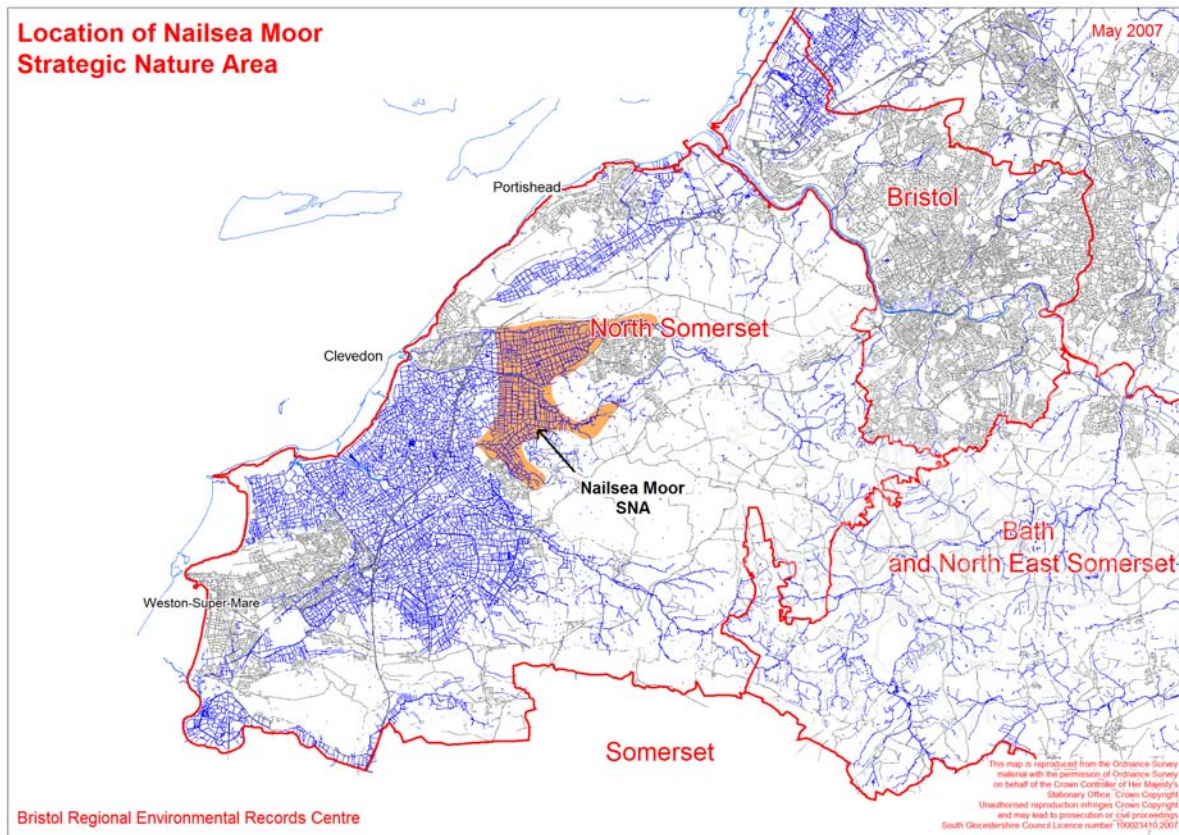 Location of Nailsea Moor
Strategic Nature Area
May 2007
Portishead
Bristol
North Somerset
Clevedon
Nailsea Moor
SNA
Bath
and North East Somerset
Weston-Super-Mare
Somerset
This map is reproduced from the Ordnance Survey
material with the permission of Ordnance Survey
on behalf of the Crown Controller of Her Majesty's
Stationary Office, Crown Copyright
Unauthorised reproduction infringes Crown Copyright
and may lead to prosecution or civil proceedings
South Gloucestershire Council Licence number 100023410,2007
Bristol Regional Environmental Records Centre